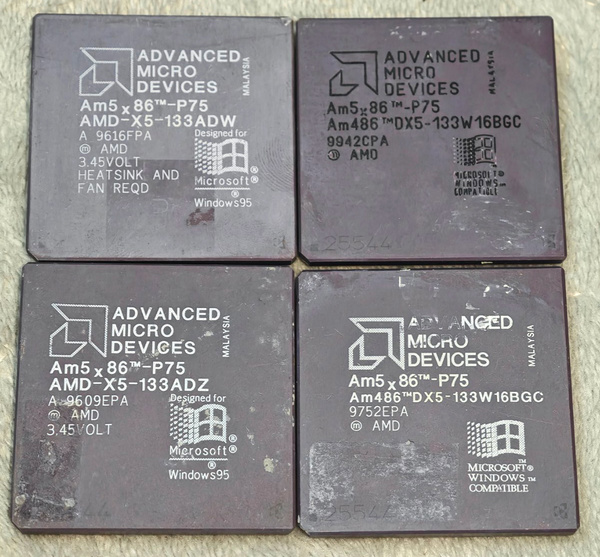 ADVANCED
MICRO
DEVICES
MALAYSIA
Am5x86™-P75
AMD-X5-133ADW
A 9616FPA
ⓜ AMD
3.45VOLT
HEATSINK AND
FAN REQD
Designed for
Microsoft®
Windows95
ADVANCED
MICRO
DEVICES
MALAYSIA
Am5x86™-P75
Am486™DX5-133W16BGC
9942CPA
ⓜ AMD
MICROSOFT®
WINDOWS™
COMPATIBLE
25544
ADVANCED
MICRO
DEVICES
MALAYSIA
Am5x86™-P75
AMD-X5-133ADZ
A 9609EPA
ⓜ AMD
3.45VOLT
Designed for
Microsoft®
Windows95
ADVANCED
MICRO
DEVICES
MALAYSIA
Am5x86™-P75
Am486™DX5-133W16BGC
9752EPA
ⓜ AMD
MICROSOFT®
WINDOWS™
COMPATIBLE
25544